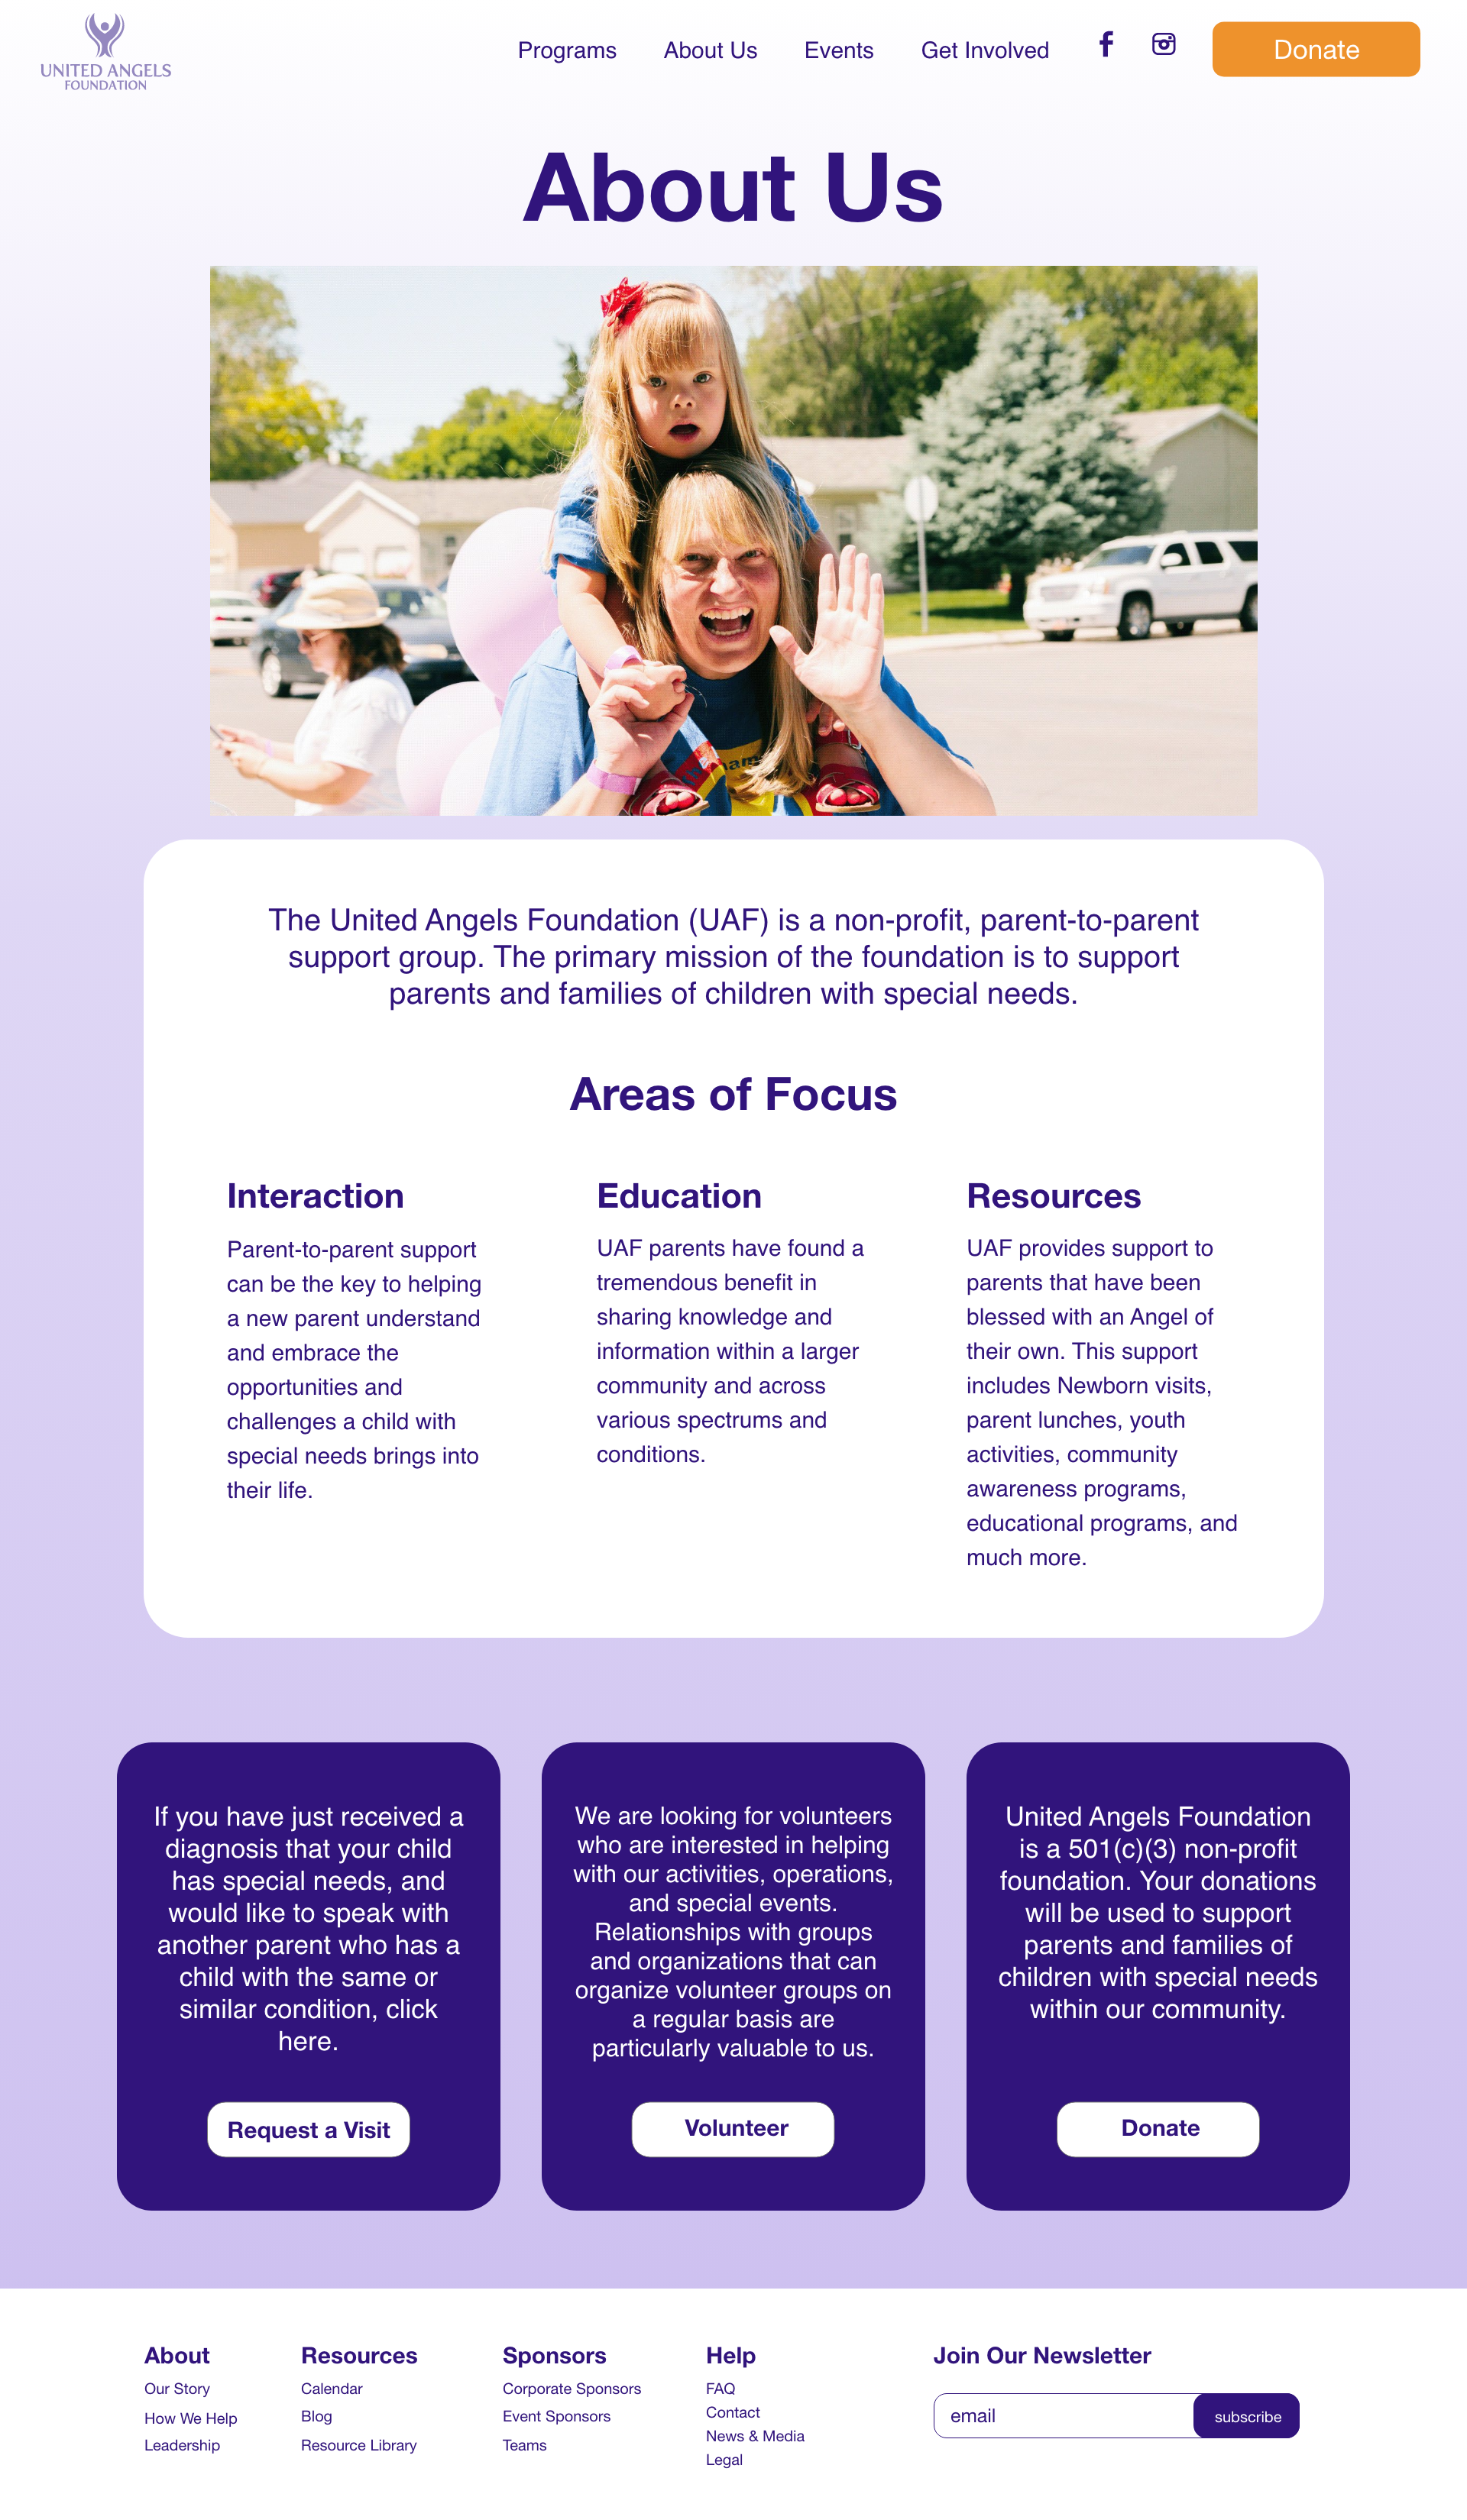 UNITED ANGELS
FOUNDATION
Programs
About Us
Events
Get Involved
Donate
About Us
The United Angels Foundation (UAF) is a non-profit, parent-to-parent
support group. The primary mission of the foundation is to support
parents and families of children with special needs.
Areas of Focus
Interaction
Parent-to-parent support
can be the key to helping
a new parent understand
and embrace the
opportunities and
challenges a child with
special needs brings into
their life.
Education
UAF parents have found a
tremendous benefit in
sharing knowledge and
information within a larger
community and across
various spectrums and
conditions.
Resources
UAF provides support to
parents that have been
blessed with an Angel of
their own. This support
includes Newborn visits,
parent lunches, youth
activities, community
awareness programs,
educational programs, and
much more.
If you have just received a
diagnosis that your child
has special needs, and
would like to speak with
another parent who has a
child with the same or
similar condition, click
here.
Request a Visit
We are looking for volunteers
who are interested in helping
with our activities, operations,
and special events.
Relationships with groups
and organizations that can
organize volunteer groups on
a regular basis are
particularly valuable to us.
Volunteer
United Angels Foundation
is a 501(c)(3) non-profit
foundation. Your donations
will be used to support
parents and families of
children with special needs
within our community.
Donate
About
Our Story
How We Help
Leadership
Resources
Calendar
Blog
Resource Library
Sponsors
Corporate Sponsors
Event Sponsors
Teams
Help
FAQ
Contact
News & Media
Legal
Join Our Newsletter
email
subscribe